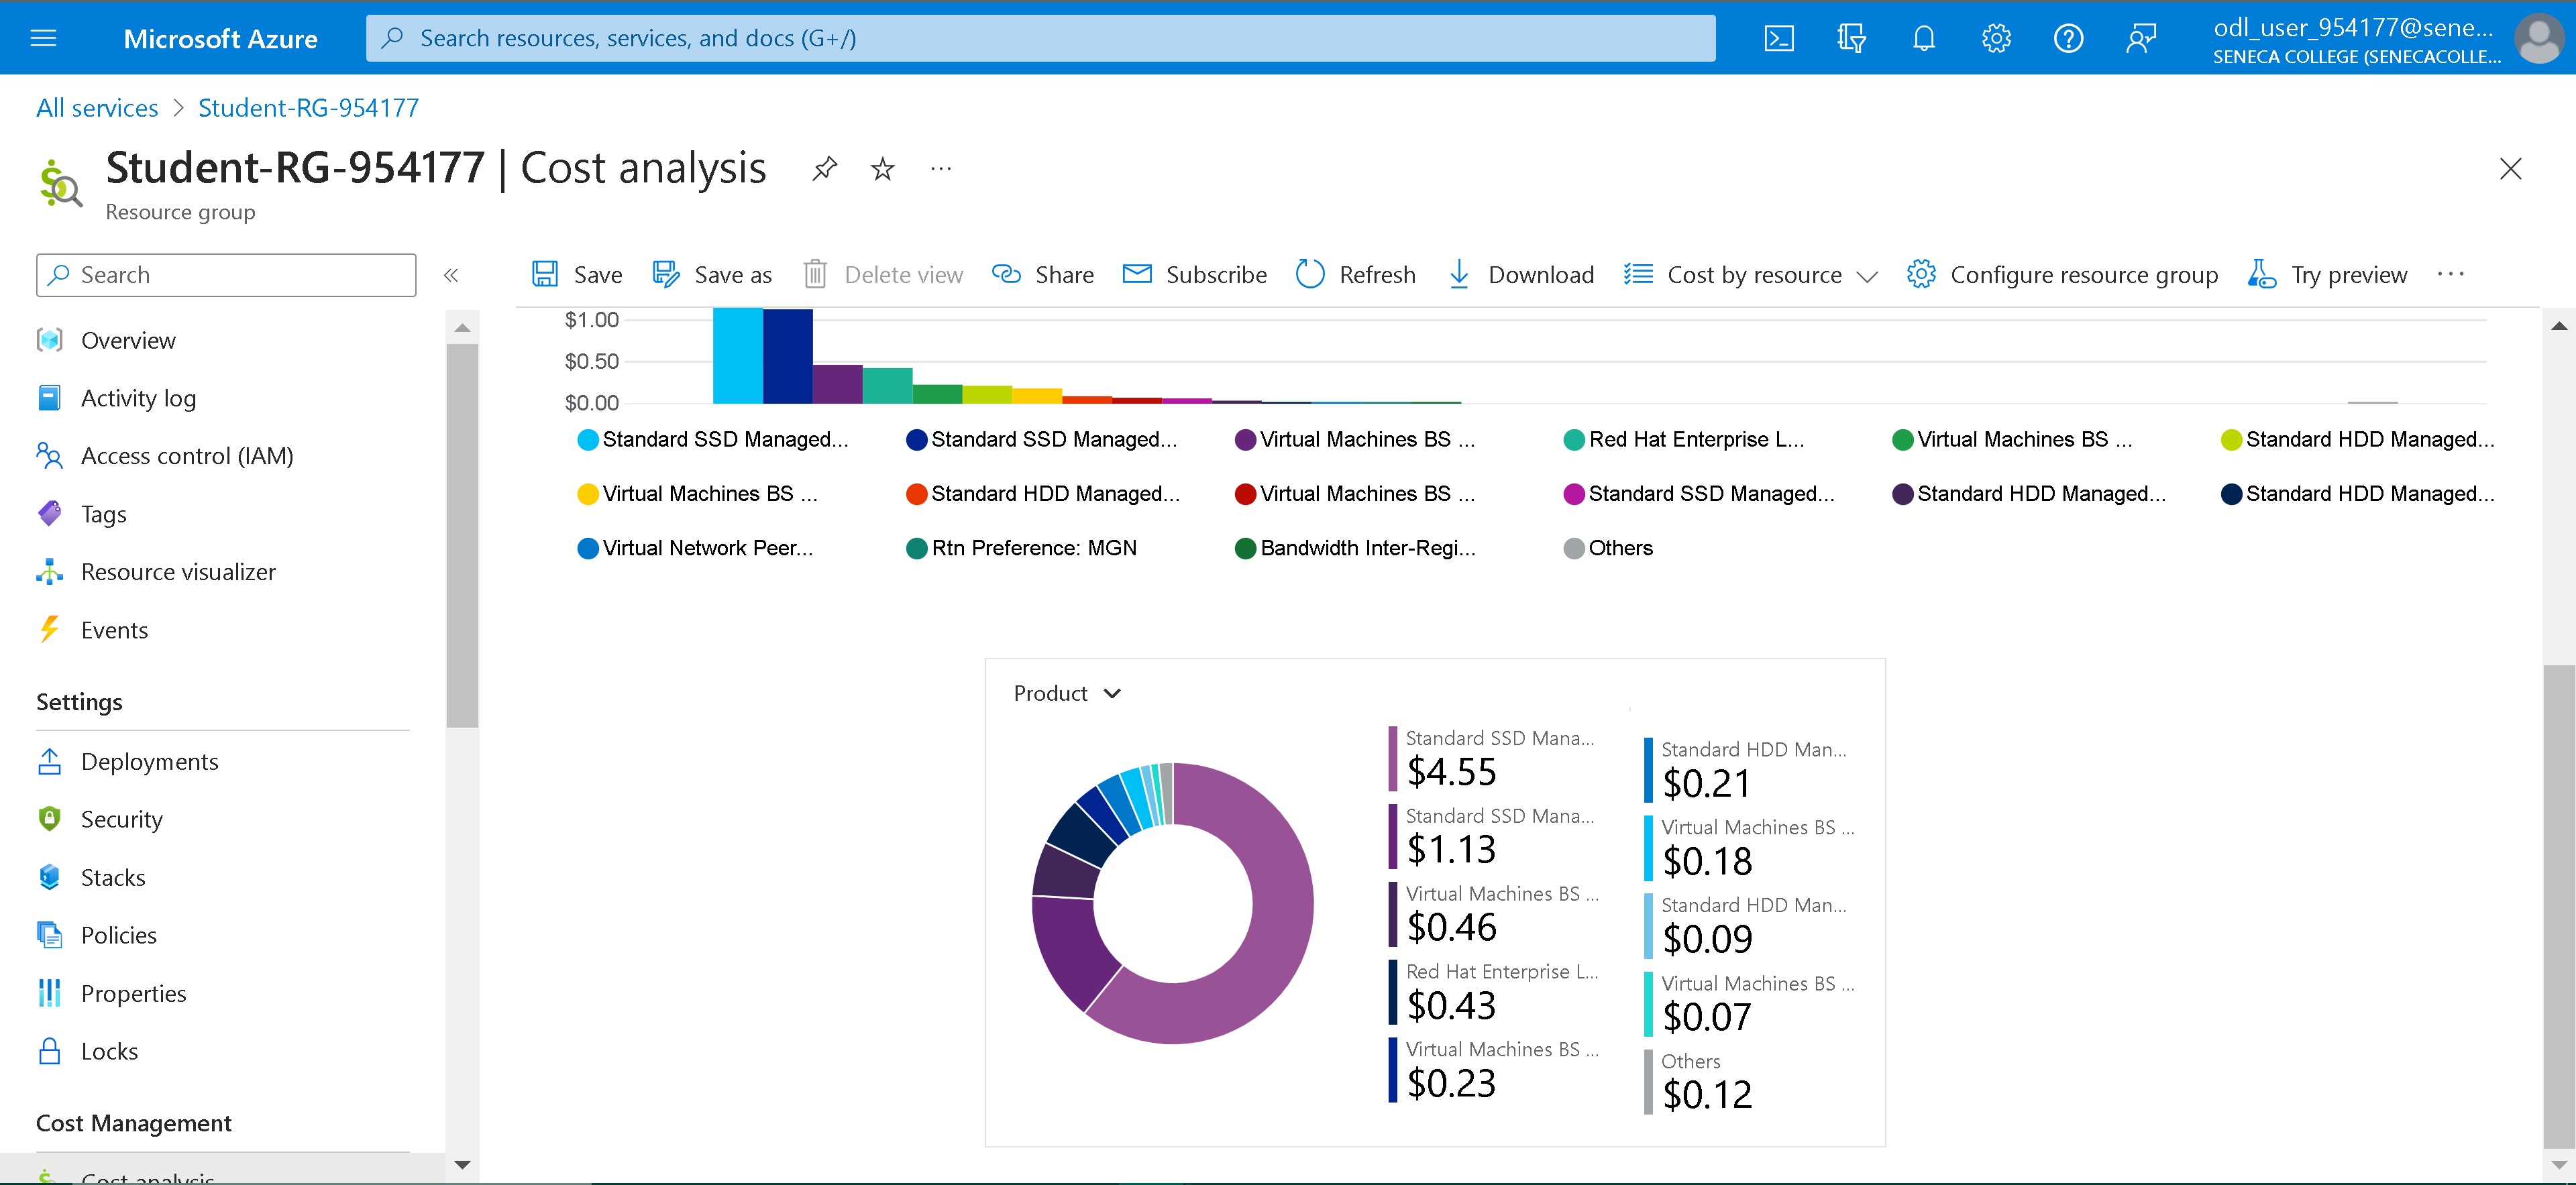 Microsoft Azure
Search resources, services, and docs (G+/)
odl_user_954177@sene...
SENECA COLLEGE (SENECACOLLE...
All services > Student-RG-954177
Student-RG-954177 | Cost analysis
Resource group
Search
Save
Save as
Delete view
Share
Subscribe
Refresh
Download
Cost by resource
Configure resource group
Try preview
Overview
Activity log
Access control (IAM)
Tags
Resource visualizer
Events
Settings
Deployments
Security
Stacks
Policies
Properties
Locks
Cost Management
Cost analysis
$1.00
$0.50
$0.00
Standard SSD Managed...
Standard SSD Managed...
Virtual Machines BS ...
Red Hat Enterprise L...
Virtual Machines BS ...
Standard HDD Managed...
Virtual Machines BS ...
Standard HDD Managed...
Virtual Machines BS ...
Standard SSD Managed...
Standard HDD Managed...
Standard HDD Managed...
Virtual Network Peer...
Rtn Preference: MGN
Bandwidth Inter-Regi...
Others
Product
Standard SSD Mana...
$4.55
Standard SSD Mana...
$1.13
Virtual Machines BS ...
$0.46
Red Hat Enterprise L...
$0.43
Virtual Machines BS ...
$0.23
Standard HDD Man...
$0.21
Virtual Machines BS ...
$0.18
Standard HDD Man...
$0.09
Virtual Machines BS ...
$0.07
Others
$0.12